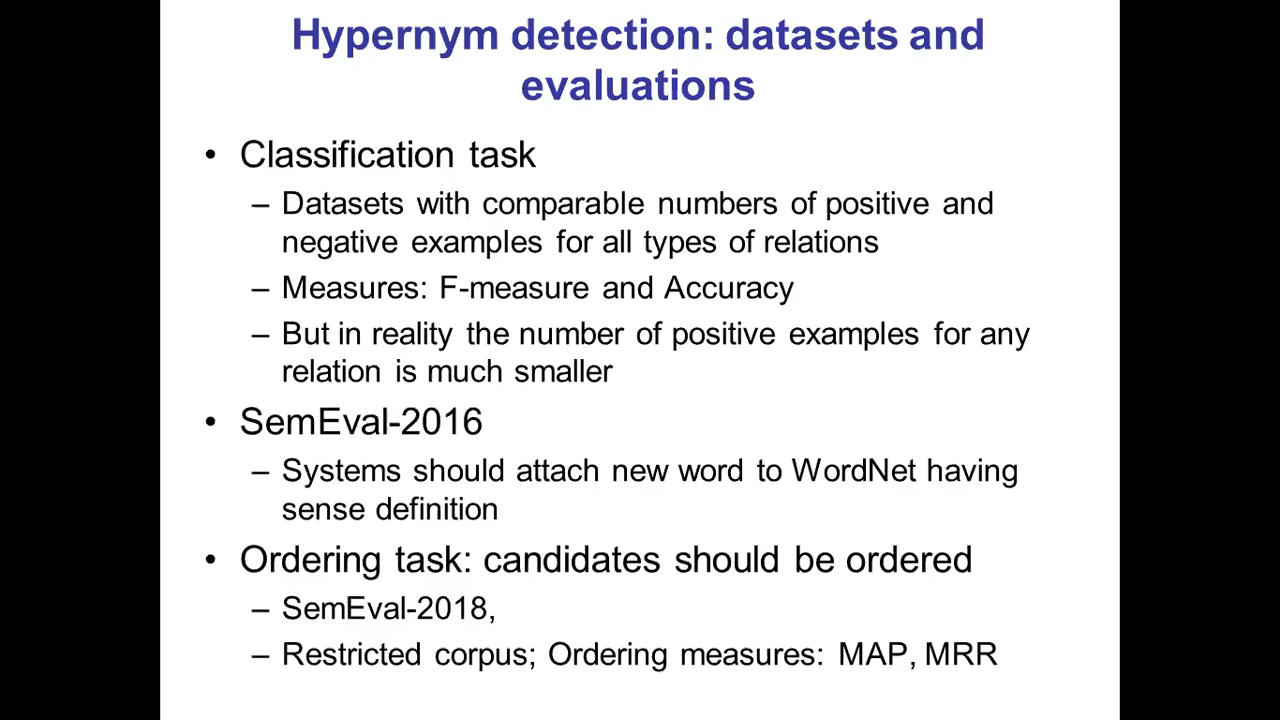 Hypernym detection: datasets and
evaluations
• Classification task
– Datasets with comparable numbers of positive and
negative examples for all types of relations
– Measures: F-measure and Accuracy
– But in reality the number of positive examples for any
relation is much smaller
• SemEval-2016
– Systems should attach new word to WordNet having
sense definition
• Ordering task: candidates should be ordered
– SemEval-2018,
– Restricted corpus; Ordering measures: MAP, MRR